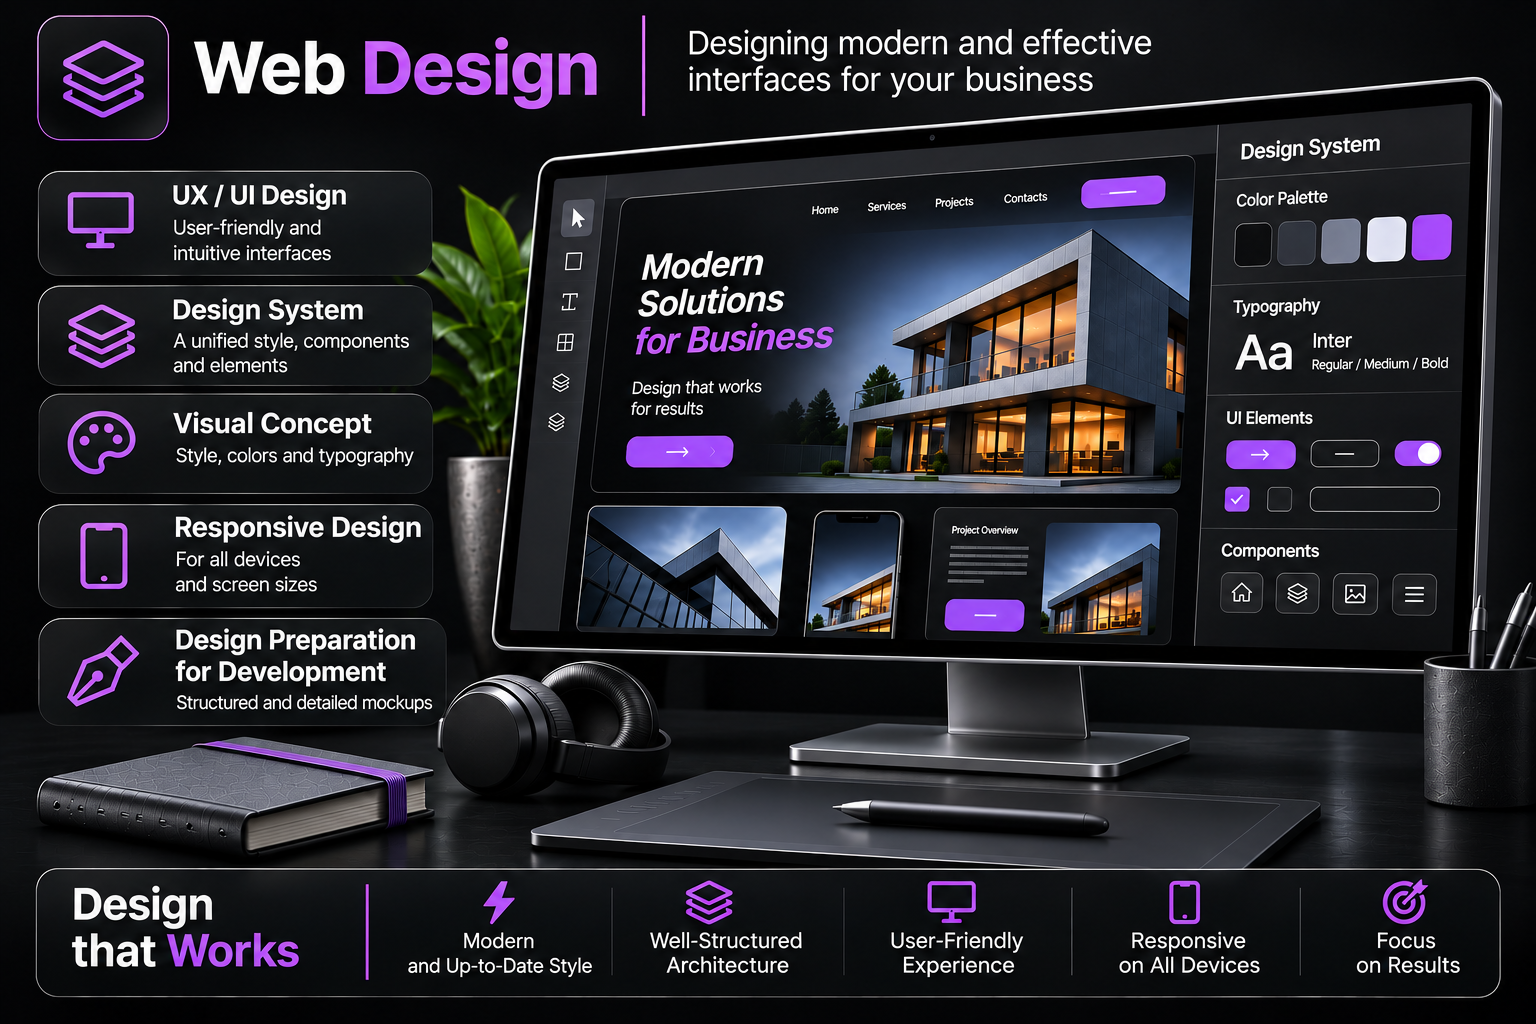 Web Design
Designing modern and effective
interfaces for your business
UX / UI Design
User-friendly and
intuitive interfaces
Design System
A unified style, components
and elements
Visual Concept
Style, colors and typography
Responsive Design
For all devices
and screen sizes
Design Preparation
for Development
Structured and detailed mockups
Home Services Projects Contacts
Modern
Solutions
for Business
Design that works
for results
Project Overview
Design System
Color Palette
Typography
Aa
Inter
Regular / Medium / Bold
UI Elements
Components
Design
that Works
Modern
and Up-to-Date Style
Well-Structured
Architecture
User-Friendly
Experience
Responsive
on All Devices
Focus
on Results